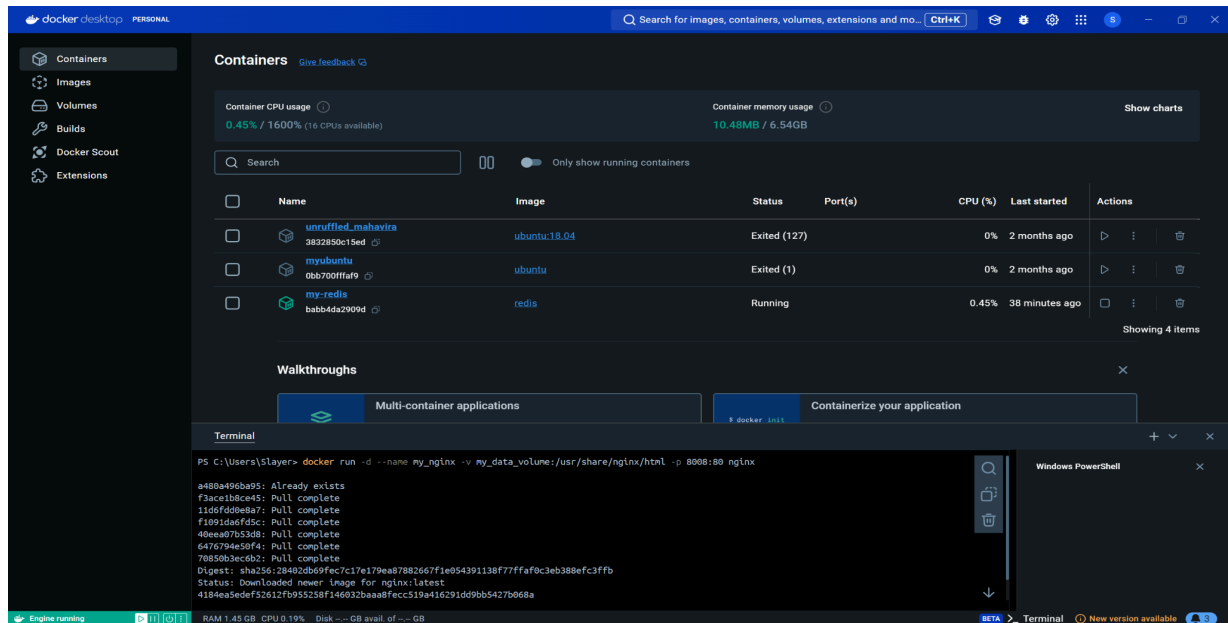 docker desktop PERSONAL
Search for images, containers, volumes, extensions and mo... Ctrl+K
S
Containers
Images
Volumes
Builds
Docker Scout
Extensions
Containers Give feedback
Container CPU usage
0.45% / 1600% (16 CPUs available)
Container memory usage
10.48MB / 6.54GB
Show charts
Search
Only show running containers
Name Image Status Port(s) CPU (%) Last started Actions
unruffled_mahavira
3832850c15ed
ubuntu:18.04 Exited (127) 0% 2 months ago
myubuntu
0bb700fffaf9
ubuntu Exited (1) 0% 2 months ago
my-redis
babb4da2909d
redis Running 0.45% 38 minutes ago
Showing 4 items
Walkthroughs
Multi-container applications
$ docker init
Containerize your application
Terminal
PS C:\Users\Slayer> docker run -d --name my_nginx -v my_data_volume:/usr/share/nginx/html -p 8008:80 nginx
a480a496ba95: Already exists
f3ace1b8ce45: Pull complete
11d6fdd0e8a7: Pull complete
f1091da6fd5c: Pull complete
40eea07b53d8: Pull complete
6476794e50f4: Pull complete
70850b3ec6b2: Pull complete
Digest: sha256:28402db69fec7c17e179ea87882667f1e054391138f77ffaf0c3eb388efc3ffb
Status: Downloaded newer image for nginx:latest
4184ea5edef52612fb955258f146032baaa8fecc519a416291dd9bb5427b068a
Windows PowerShell
Engine running
RAM 1.45 GB CPU 0.19% Disk --.-- GB avail. of --.-- GB
BETA Terminal New version available 3